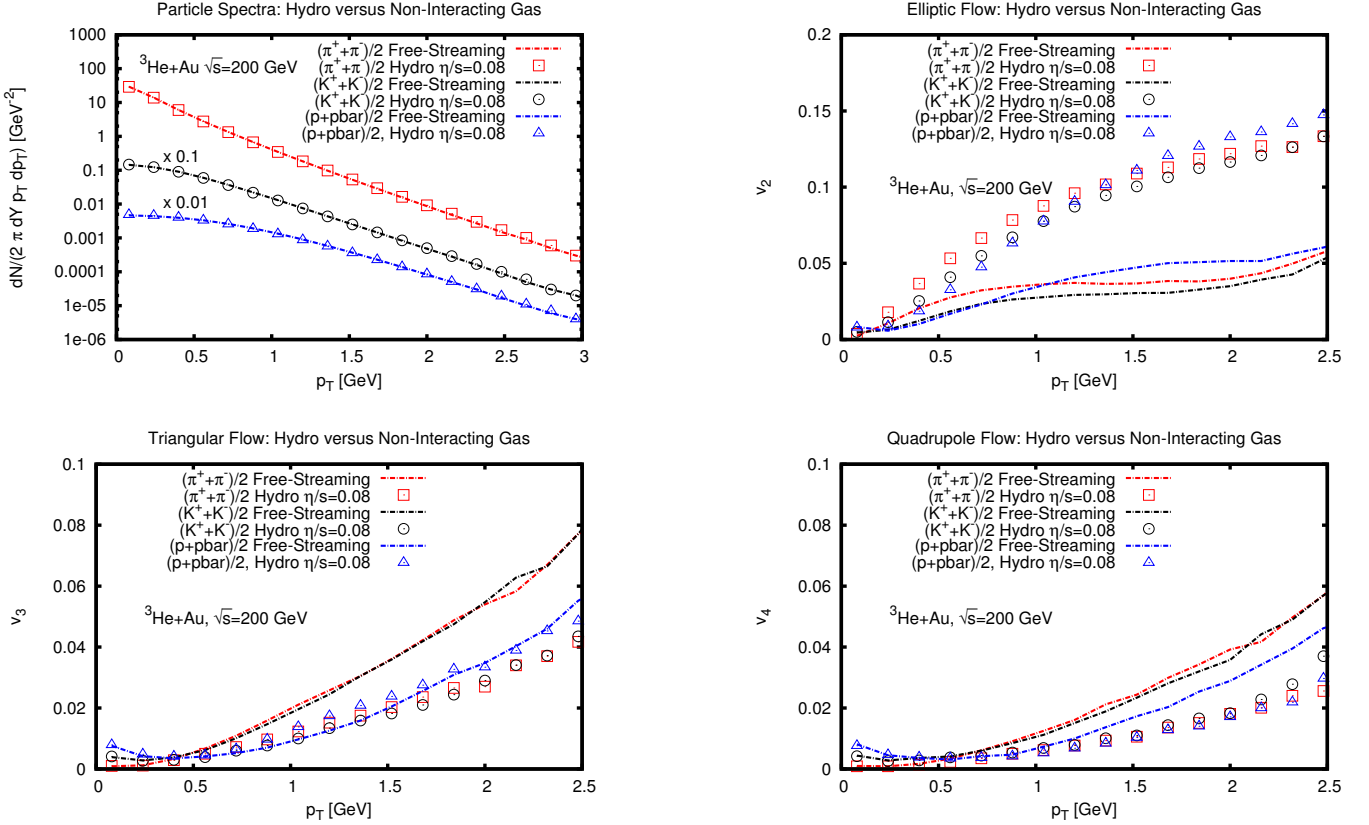 Particle Spectra: Hydro versus Non-Interacting Gas
dN/(2 π dY p_T dp_T) [GeV⁻²]
1000
100
10
1
0.1
0.01
0.001
0.0001
1e-05
1e-06
³He+Au √s=200 GeV
(π⁺+π⁻)/2 Free-Streaming
(π⁺+π⁻)/2 Hydro η/s=0.08
(K⁺+K⁻)/2 Free-Streaming
(K⁺+K⁻)/2 Hydro η/s=0.08
(p+pbar)/2 Free-Streaming
(p+pbar)/2, Hydro η/s=0.08
x 0.1
x 0.01
0 0.5 1 1.5 2 2.5 3
p_T [GeV]
Elliptic Flow: Hydro versus Non-Interacting Gas
v₂
0.2
0.15
0.1
0.05
0
(π⁺+π⁻)/2 Free-Streaming
(π⁺+π⁻)/2 Hydro η/s=0.08
(K⁺+K⁻)/2 Free-Streaming
(K⁺+K⁻)/2 Hydro η/s=0.08
(p+pbar)/2 Free-Streaming
(p+pbar)/2, Hydro η/s=0.08
³He+Au, √s=200 GeV
0 0.5 1 1.5 2 2.5
p_T [GeV]
Triangular Flow: Hydro versus Non-Interacting Gas
v₃
0.1
0.08
0.06
0.04
0.02
0
(π⁺+π⁻)/2 Free-Streaming
(π⁺+π⁻)/2 Hydro η/s=0.08
(K⁺+K⁻)/2 Free-Streaming
(K⁺+K⁻)/2 Hydro η/s=0.08
(p+pbar)/2 Free-Streaming
(p+pbar)/2, Hydro η/s=0.08
³He+Au, √s=200 GeV
0 0.5 1 1.5 2 2.5
p_T [GeV]
Quadrupole Flow: Hydro versus Non-Interacting Gas
v₄
0.1
0.08
0.06
0.04
0.02
0
(π⁺+π⁻)/2 Free-Streaming
(π⁺+π⁻)/2 Hydro η/s=0.08
(K⁺+K⁻)/2 Free-Streaming
(K⁺+K⁻)/2 Hydro η/s=0.08
(p+pbar)/2 Free-Streaming
(p+pbar)/2, Hydro η/s=0.08
³He+Au, √s=200 GeV
0 0.5 1 1.5 2 2.5
p_T [GeV]